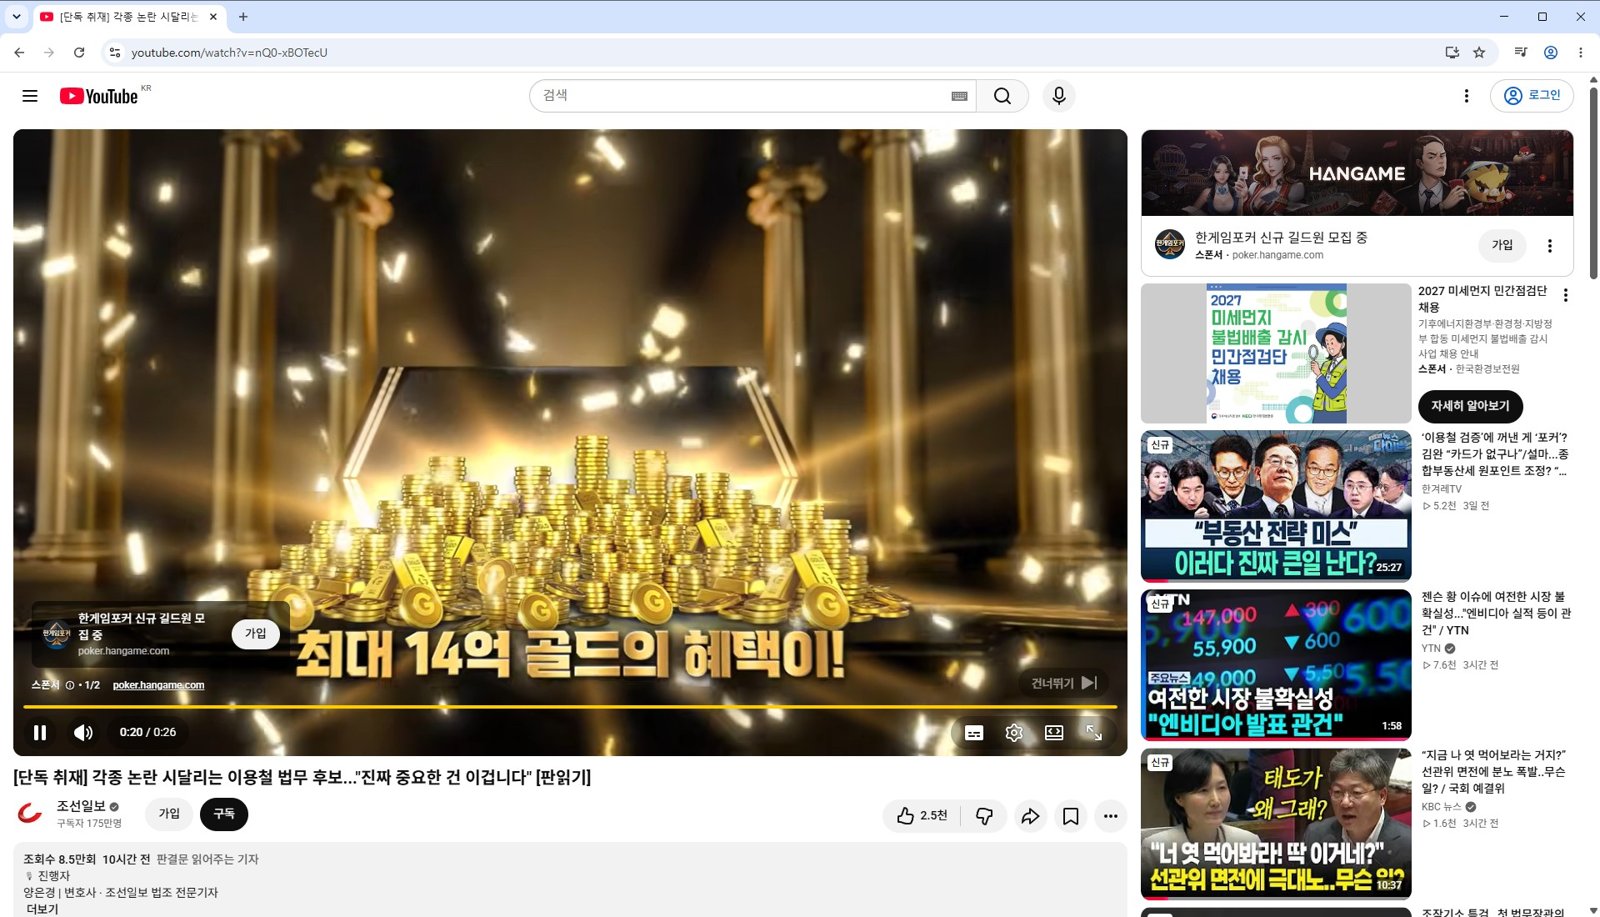 [단독 취재] 각종 논란 시달리는
youtube.com/watch?v=nQ0-xBOTecU
YouTube KR
검색
로그인
최대 14억 골드의 혜택이!
한게임포커 신규 길드원 모
집 중
poker.hangame.com
가입
스폰서 · 1/2 poker.hangame.com
건너뛰기
0:20 / 0:26
[단독 취재] 각종 논란 시달리는 이용철 법무 후보..."진짜 중요한 건 이겁니다" [판읽기]
조선일보
구독자 175만명
가입
구독
2.5천
조회수 8.5만회 10시간 전 판결문 읽어주는 기자
🎙 진행자
양은경 | 변호사 · 조선일보 법조 전문기자
더보기
HANGAME
한게임포커
한게임포커 신규 길드원 모집 중
스폰서 · poker.hangame.com
가입
2027
미세먼지
불법배출 감시
민간점검단
채용
2027 미세먼지 민간점검단
채용
기후에너지환경부·환경청·지방정
부 합동 미세먼지 불법배출 감시
사업 채용 안내
스폰서 · 한국환경보전원
자세히 알아보기
신규
"부동산 전략 미스"
이러다 진짜 큰일 난다?
25:27
'이용철 검증'에 꺼낸 게 '포커'?
김완 "카드가 없구나"/설마...종
합부동산세 원포인트 조정? "...
한겨레TV
5.2천 3일 전
신규
YTN
147,000 ▲ 300 600
55,900 ▼ 600
49,000 ▼ 5,50
주요뉴스
여전한 시장 불확실성
"엔비디아 발표 관건"
1:58
젠슨 황 이슈에 여전한 시장 불
확실성..."엔비디아 실적 등이 관
건" / YTN
YTN
7.6천 3시간 전
신규
태도가
왜 그래?
"너 엿 먹어봐라! 딱 이거네?"
선관위 면전에 극대노..무슨 일?
10:37
"지금 나 엿 먹어보라는 거지?"
선관위 면전에 분노 폭발..무슨
일? / 국회 예결위
KBC 뉴스
1.6천 3시간 전
신규